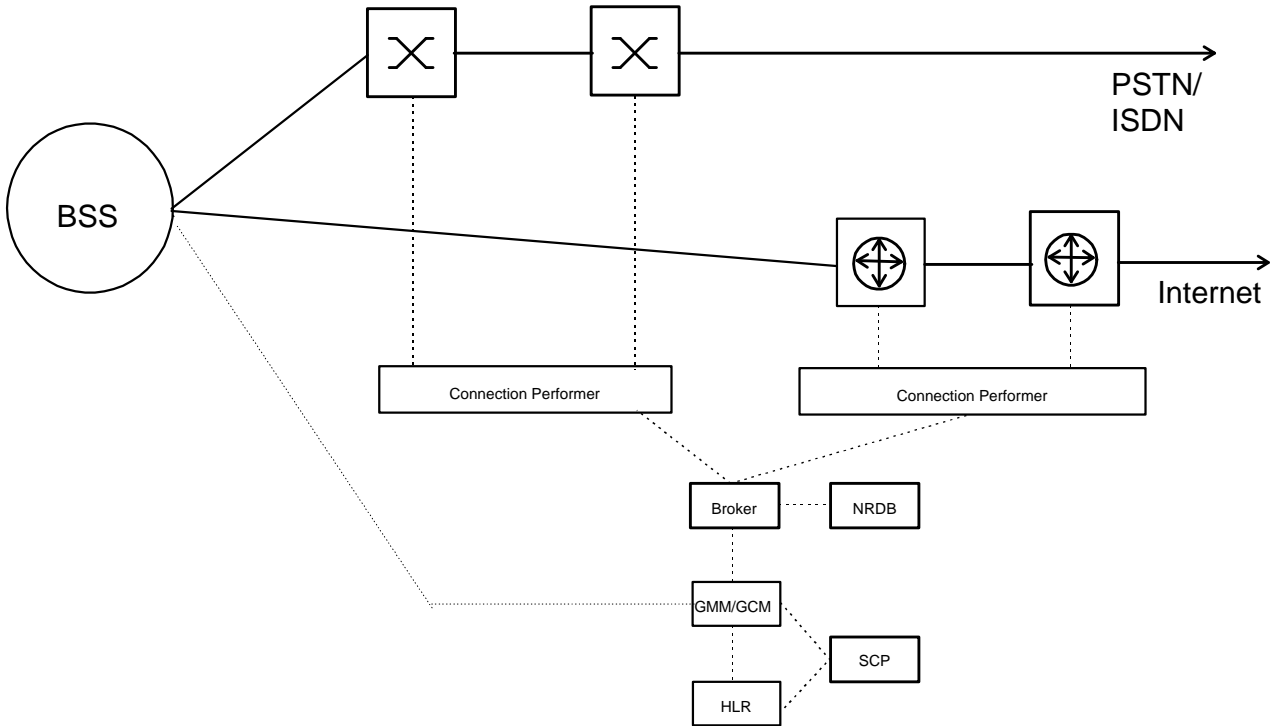 PSTN/
ISDN
BSS
Internet
Connection Performer
Connection Performer
Broker
NRDB
GMM/GCM
SCP
HLR